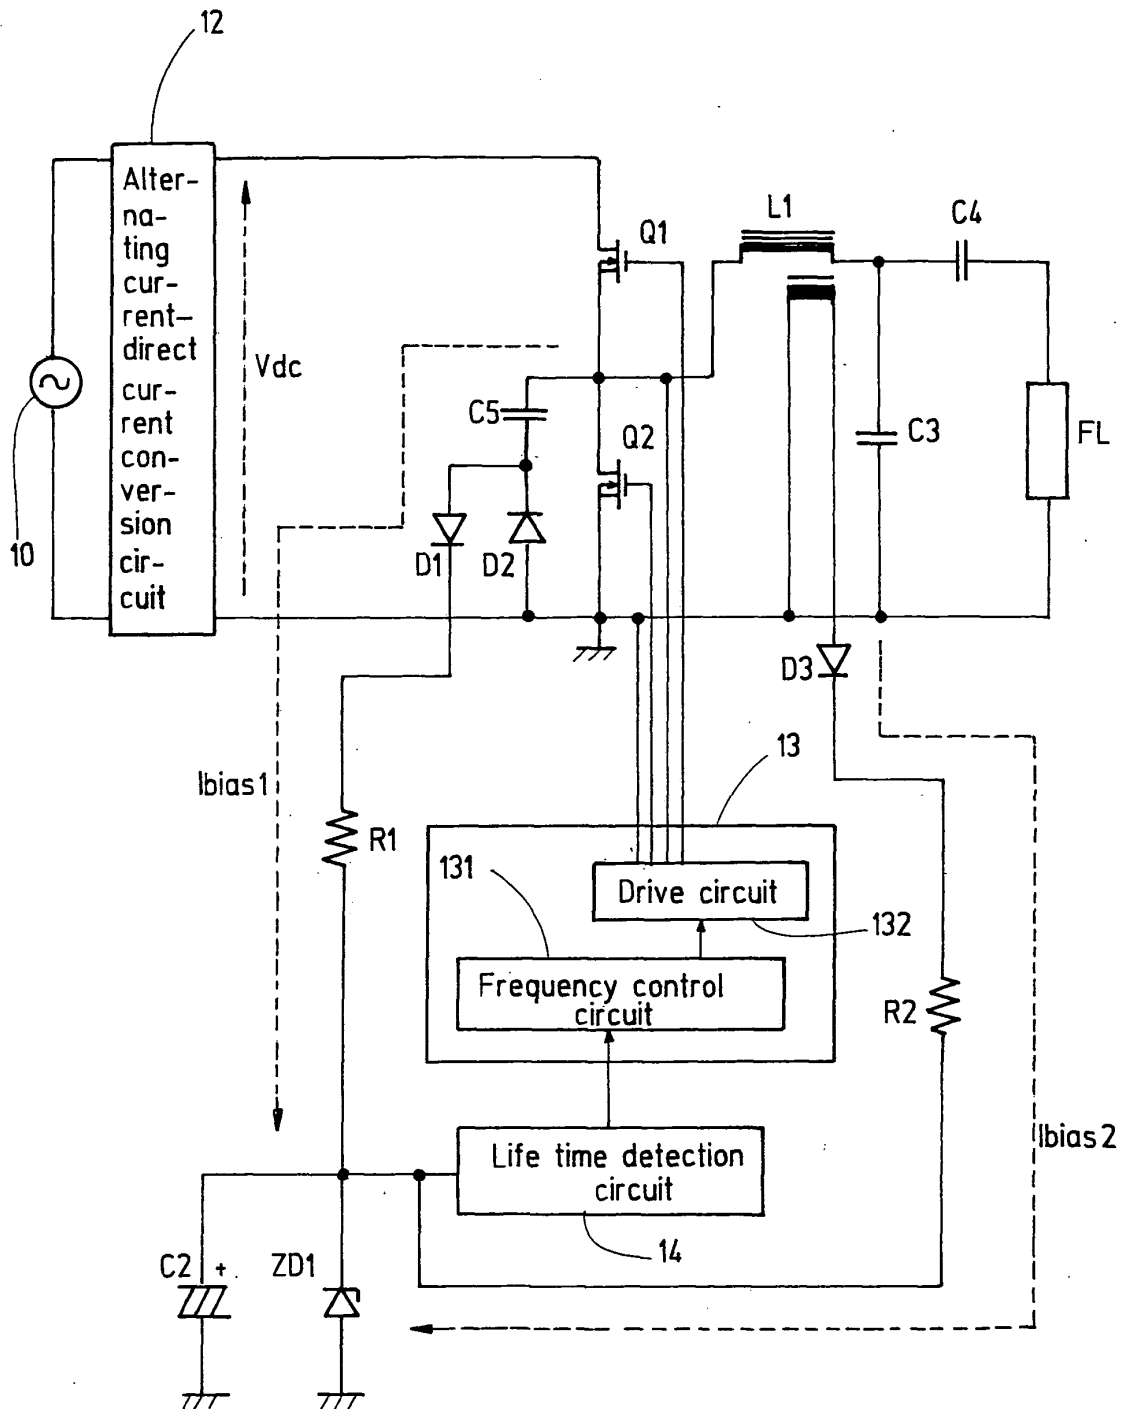 12
Alter-
na-
ting
cur-
rent-
direct
cur-
rent
con-
ver-
sion
cir-
cuit
10
Vdc
Q1
L1
C4
C5
Q2
C3
FL
D1
D2
D3
Ibias1
R1
13
131
Drive circuit
132
Frequency control
circuit
R2
Ibias2
Life time detection
circuit
14
C2
+
ZD1